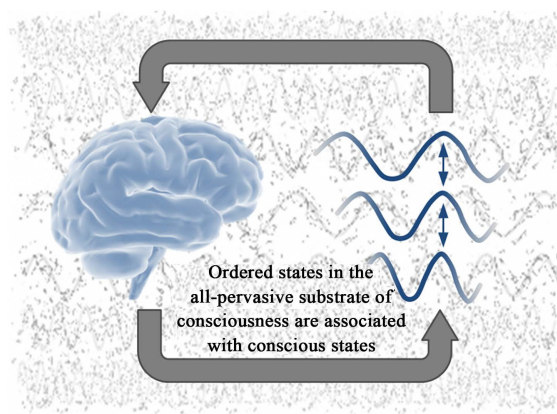 Ordered states in the
all-pervasive substrate of
consciousness are associated
with conscious states